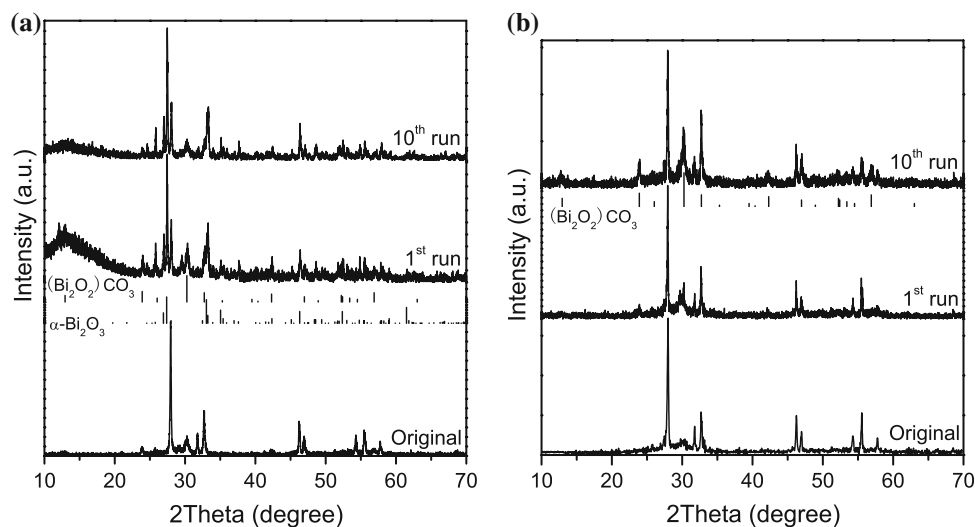 (a)
10th run
1st run
(Bi2O2)CO3
α-Bi2O3
Original
Intensity (a.u.)
10 20 30 40 50 60 70
2Theta (degree)
(b)
10th run
(Bi2O2)CO3
1st run
Original
Intensity (a.u.)
10 20 30 40 50 60 70
2Theta (degree)